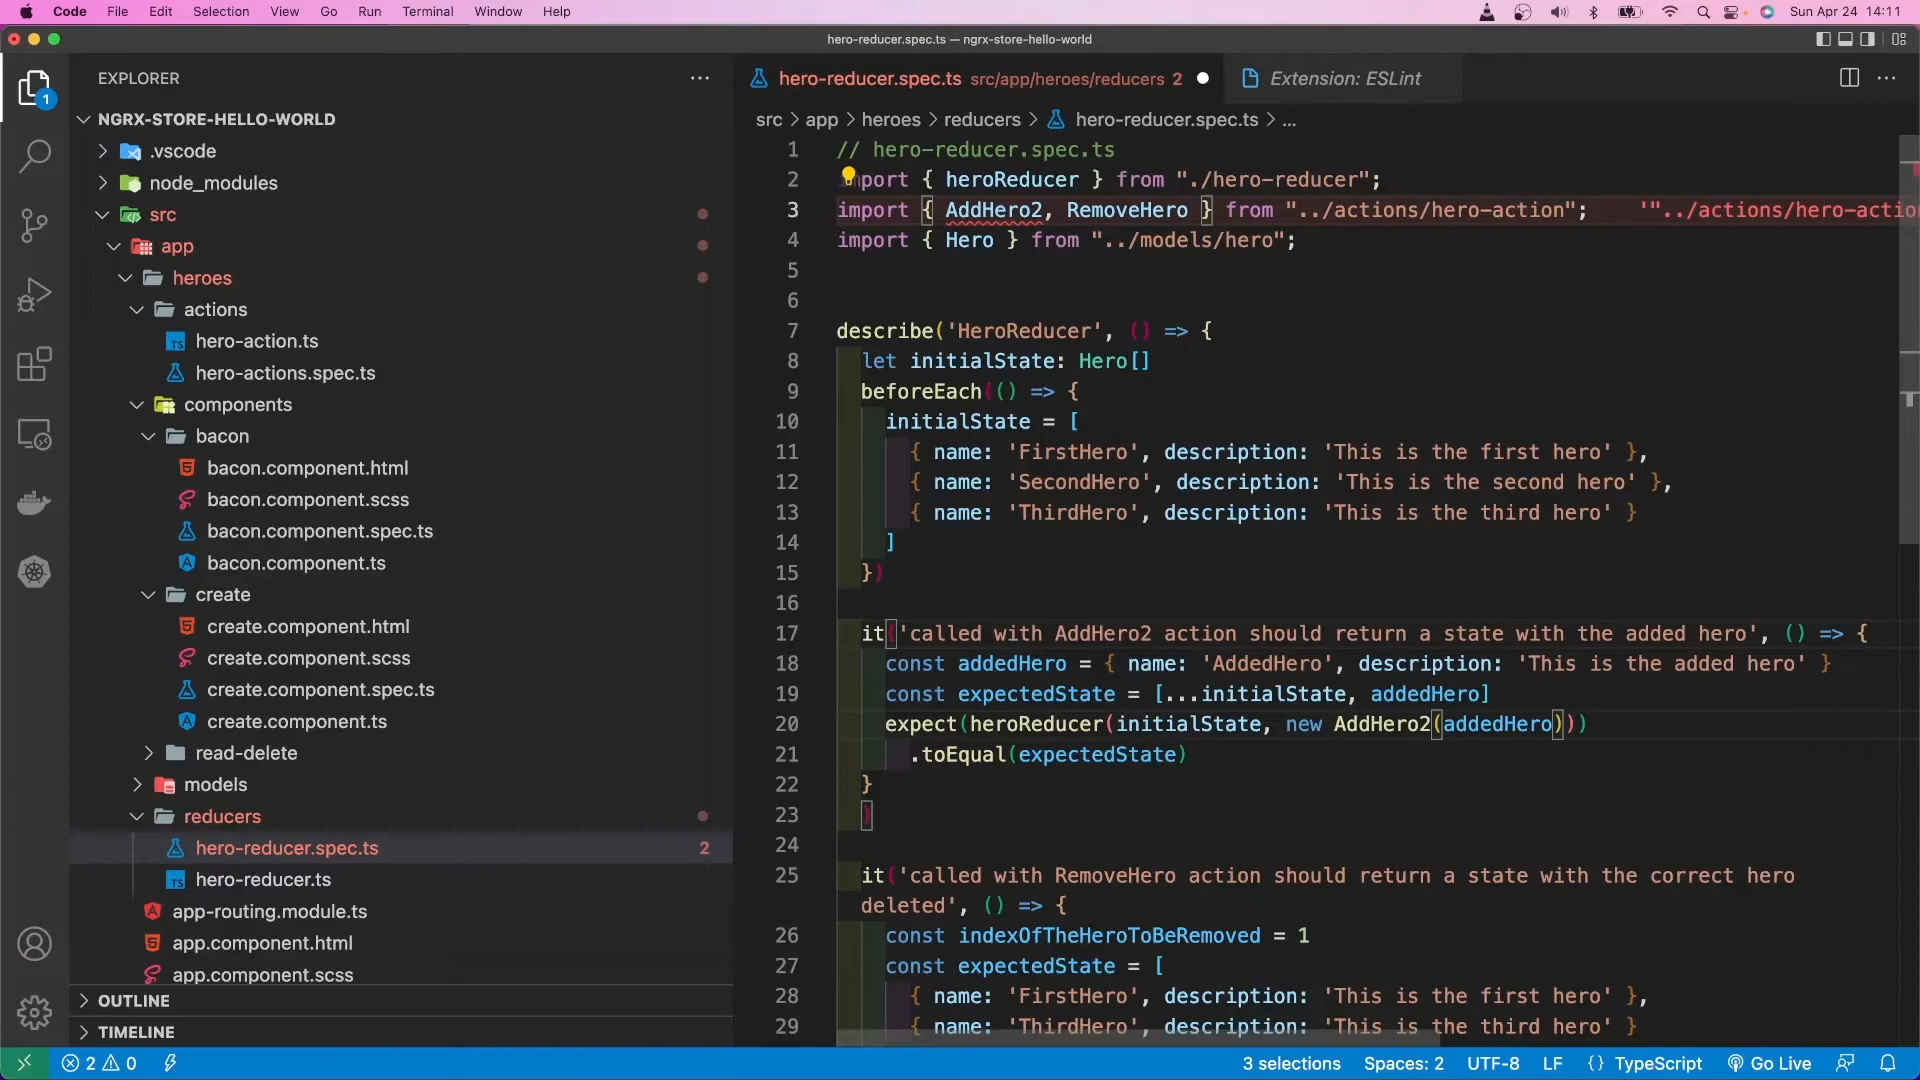 Code File Edit Selection View Go Run Terminal Window Help Sun Apr 24 14:11
hero-reducer.spec.ts — ngrx-store-hello-world
EXPLORER
hero-reducer.spec.ts src/app/heroes/reducers 2
Extension: ESLint
1
NGRX-STORE-HELLO-WORLD
src > app > heroes > reducers > hero-reducer.spec.ts > ...
.vscode
node_modules
src
app
heroes
actions
hero-action.ts
hero-actions.spec.ts
components
bacon
bacon.component.html
bacon.component.scss
bacon.component.spec.ts
bacon.component.ts
create
create.component.html
create.component.scss
create.component.spec.ts
create.component.ts
read-delete
models
reducers
hero-reducer.spec.ts 2
hero-reducer.ts
app-routing.module.ts
app.component.html
app.component.scss
OUTLINE
TIMELINE
1 // hero-reducer.spec.ts
2 import { heroReducer } from "./hero-reducer";
3 import { AddHero2, RemoveHero } from "../actions/hero-action"; '"../actions/hero-actio
4 import { Hero } from "../models/hero";
5
6
7 describe('HeroReducer', () => {
8 let initialState: Hero[]
9 beforeEach(() => {
10 initialState = [
11 { name: 'FirstHero', description: 'This is the first hero' },
12 { name: 'SecondHero', description: 'This is the second hero' },
13 { name: 'ThirdHero', description: 'This is the third hero' }
14 ]
15 })
16
17 it('called with AddHero2 action should return a state with the added hero', () => {
18 const addedHero = { name: 'AddedHero', description: 'This is the added hero' }
19 const expectedState = [...initialState, addedHero]
20 expect(heroReducer(initialState, new AddHero2(addedHero)))
21 .toEqual(expectedState)
22 }
23 )
24
25 it('called with RemoveHero action should return a state with the correct hero
deleted', () => {
26 const indexOfTheHeroToBeRemoved = 1
27 const expectedState = [
28 { name: 'FirstHero', description: 'This is the first hero' },
29 { name: 'ThirdHero', description: 'This is the third hero' }
2 0 3 selections Spaces: 2 UTF-8 LF {} TypeScript Go Live